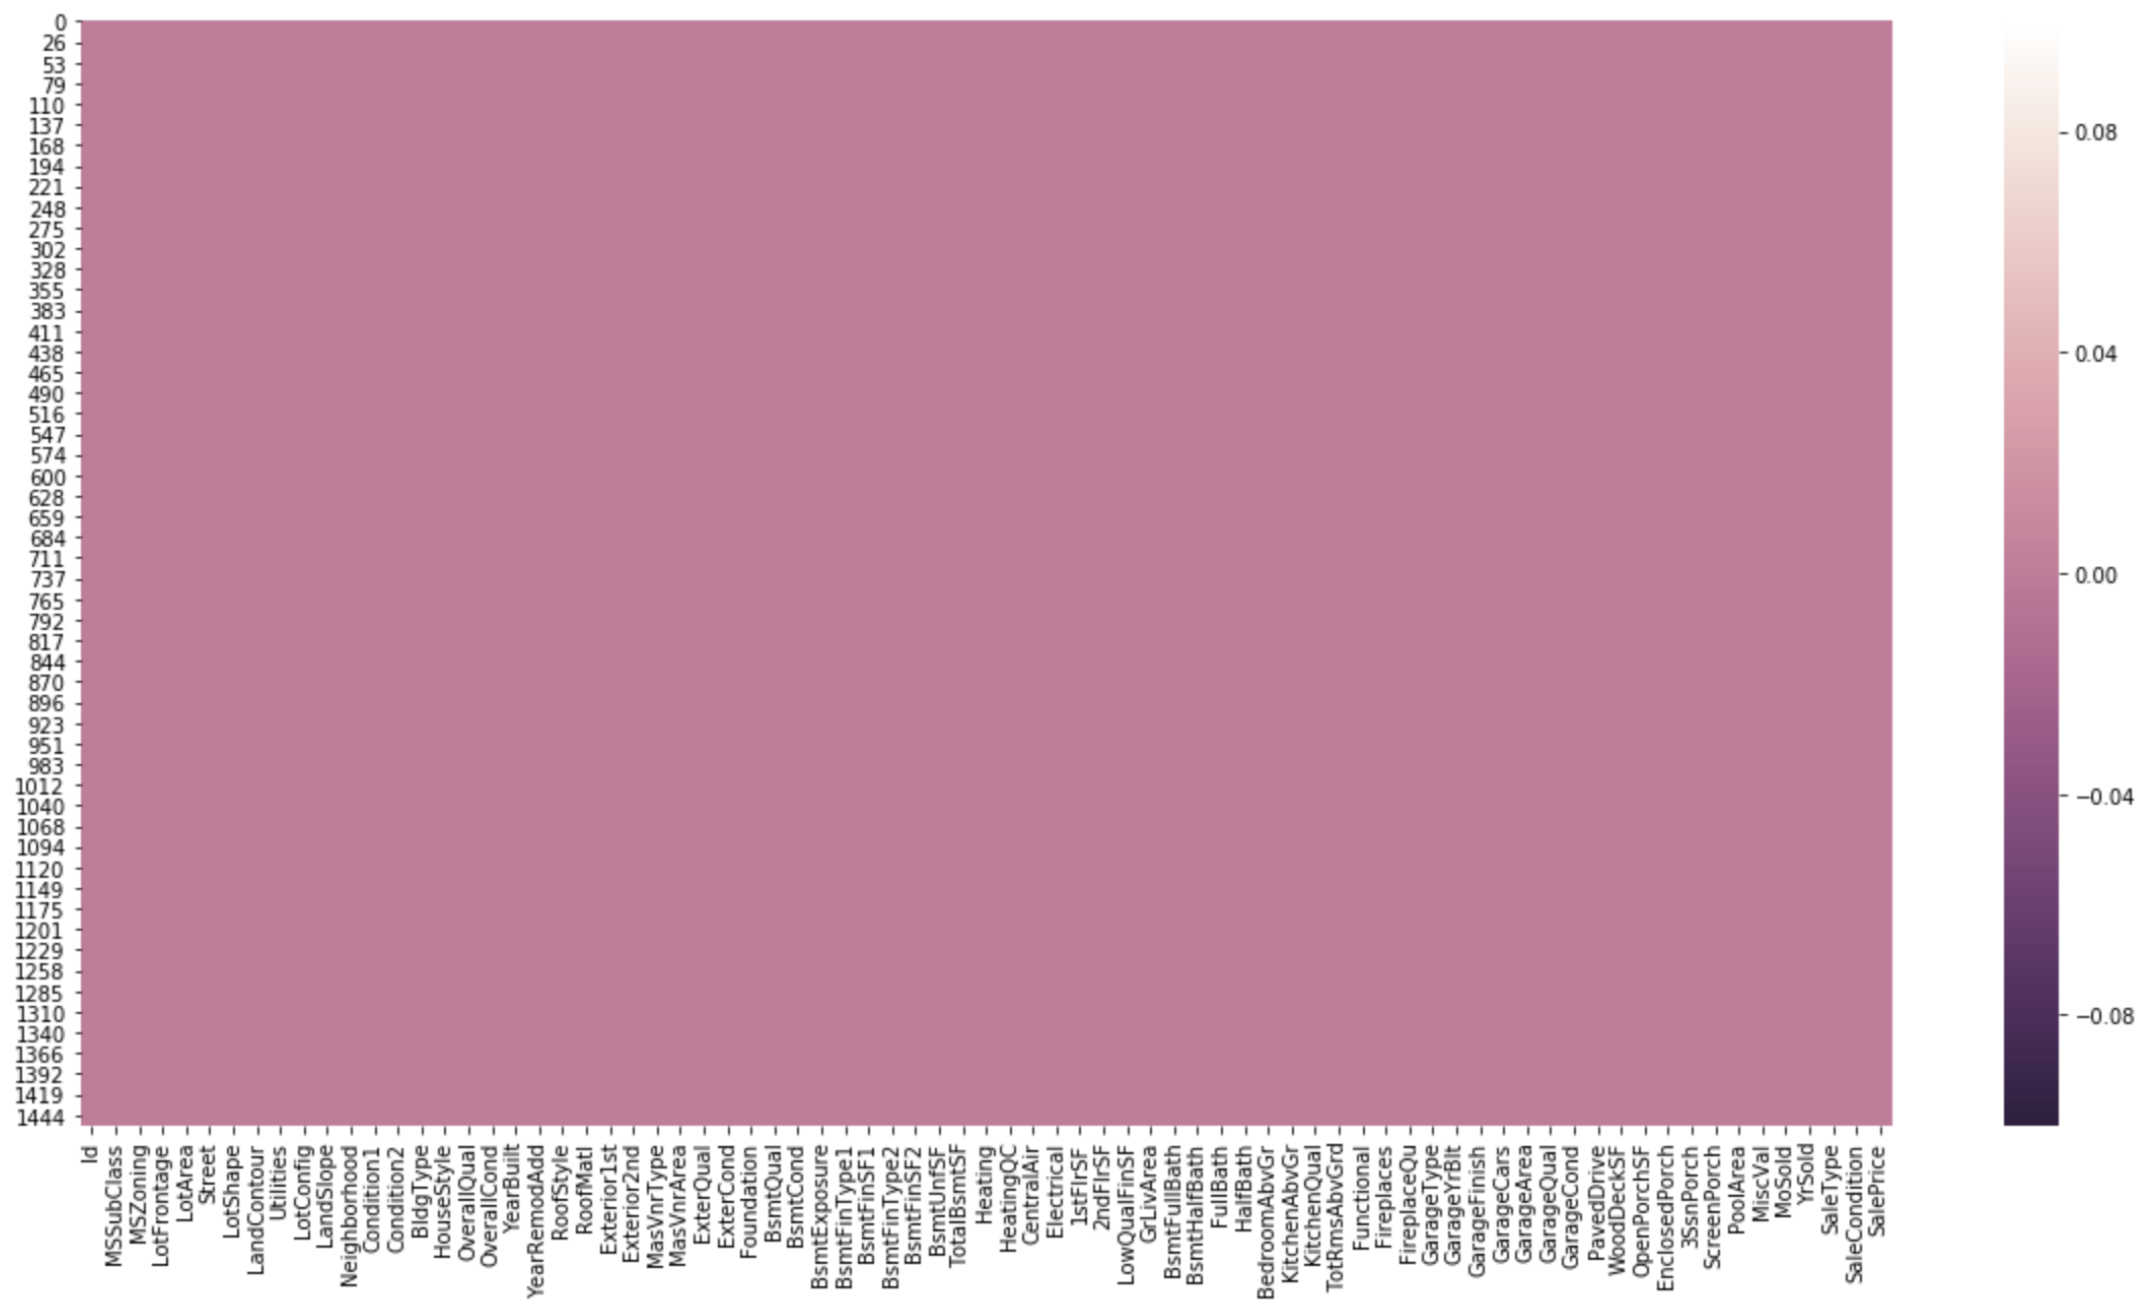 0
26
53
79
110
137
168
194
221
248
275
302
328
355
383
411
438
465
490
516
547
574
600
628
659
684
711
737
765
792
817
844
870
896
923
951
983
1012
1040
1068
1094
1120
1149
1175
1201
1229
1258
1285
1310
1340
1366
1392
1419
1444
Id
MSSubClass
MSZoning
LotFrontage
LotArea
Street
LotShape
LandContour
Utilities
LotConfig
LandSlope
Neighborhood
Condition1
Condition2
BldgType
HouseStyle
OverallQual
OverallCond
YearBuilt
YearRemodAdd
RoofStyle
RoofMatl
Exterior1st
Exterior2nd
MasVnrType
MasVnrArea
ExterQual
ExterCond
Foundation
BsmtQual
BsmtCond
BsmtExposure
BsmtFinType1
BsmtFinSF1
BsmtFinType2
BsmtFinSF2
BsmtUnfSF
TotalBsmtSF
Heating
HeatingQC
CentralAir
Electrical
1stFlrSF
2ndFlrSF
LowQualFinSF
GrLivArea
BsmtFullBath
BsmtHalfBath
FullBath
HalfBath
BedroomAbvGr
KitchenAbvGr
KitchenQual
TotRmsAbvGrd
Functional
Fireplaces
FireplaceQu
GarageType
GarageYrBlt
GarageFinish
GarageCars
GarageArea
GarageQual
GarageCond
PavedDrive
WoodDeckSF
OpenPorchSF
EnclosedPorch
3SsnPorch
ScreenPorch
PoolArea
MiscVal
MoSold
YrSold
SaleType
SaleCondition
SalePrice
0.08
0.04
0.00
−0.04
−0.08